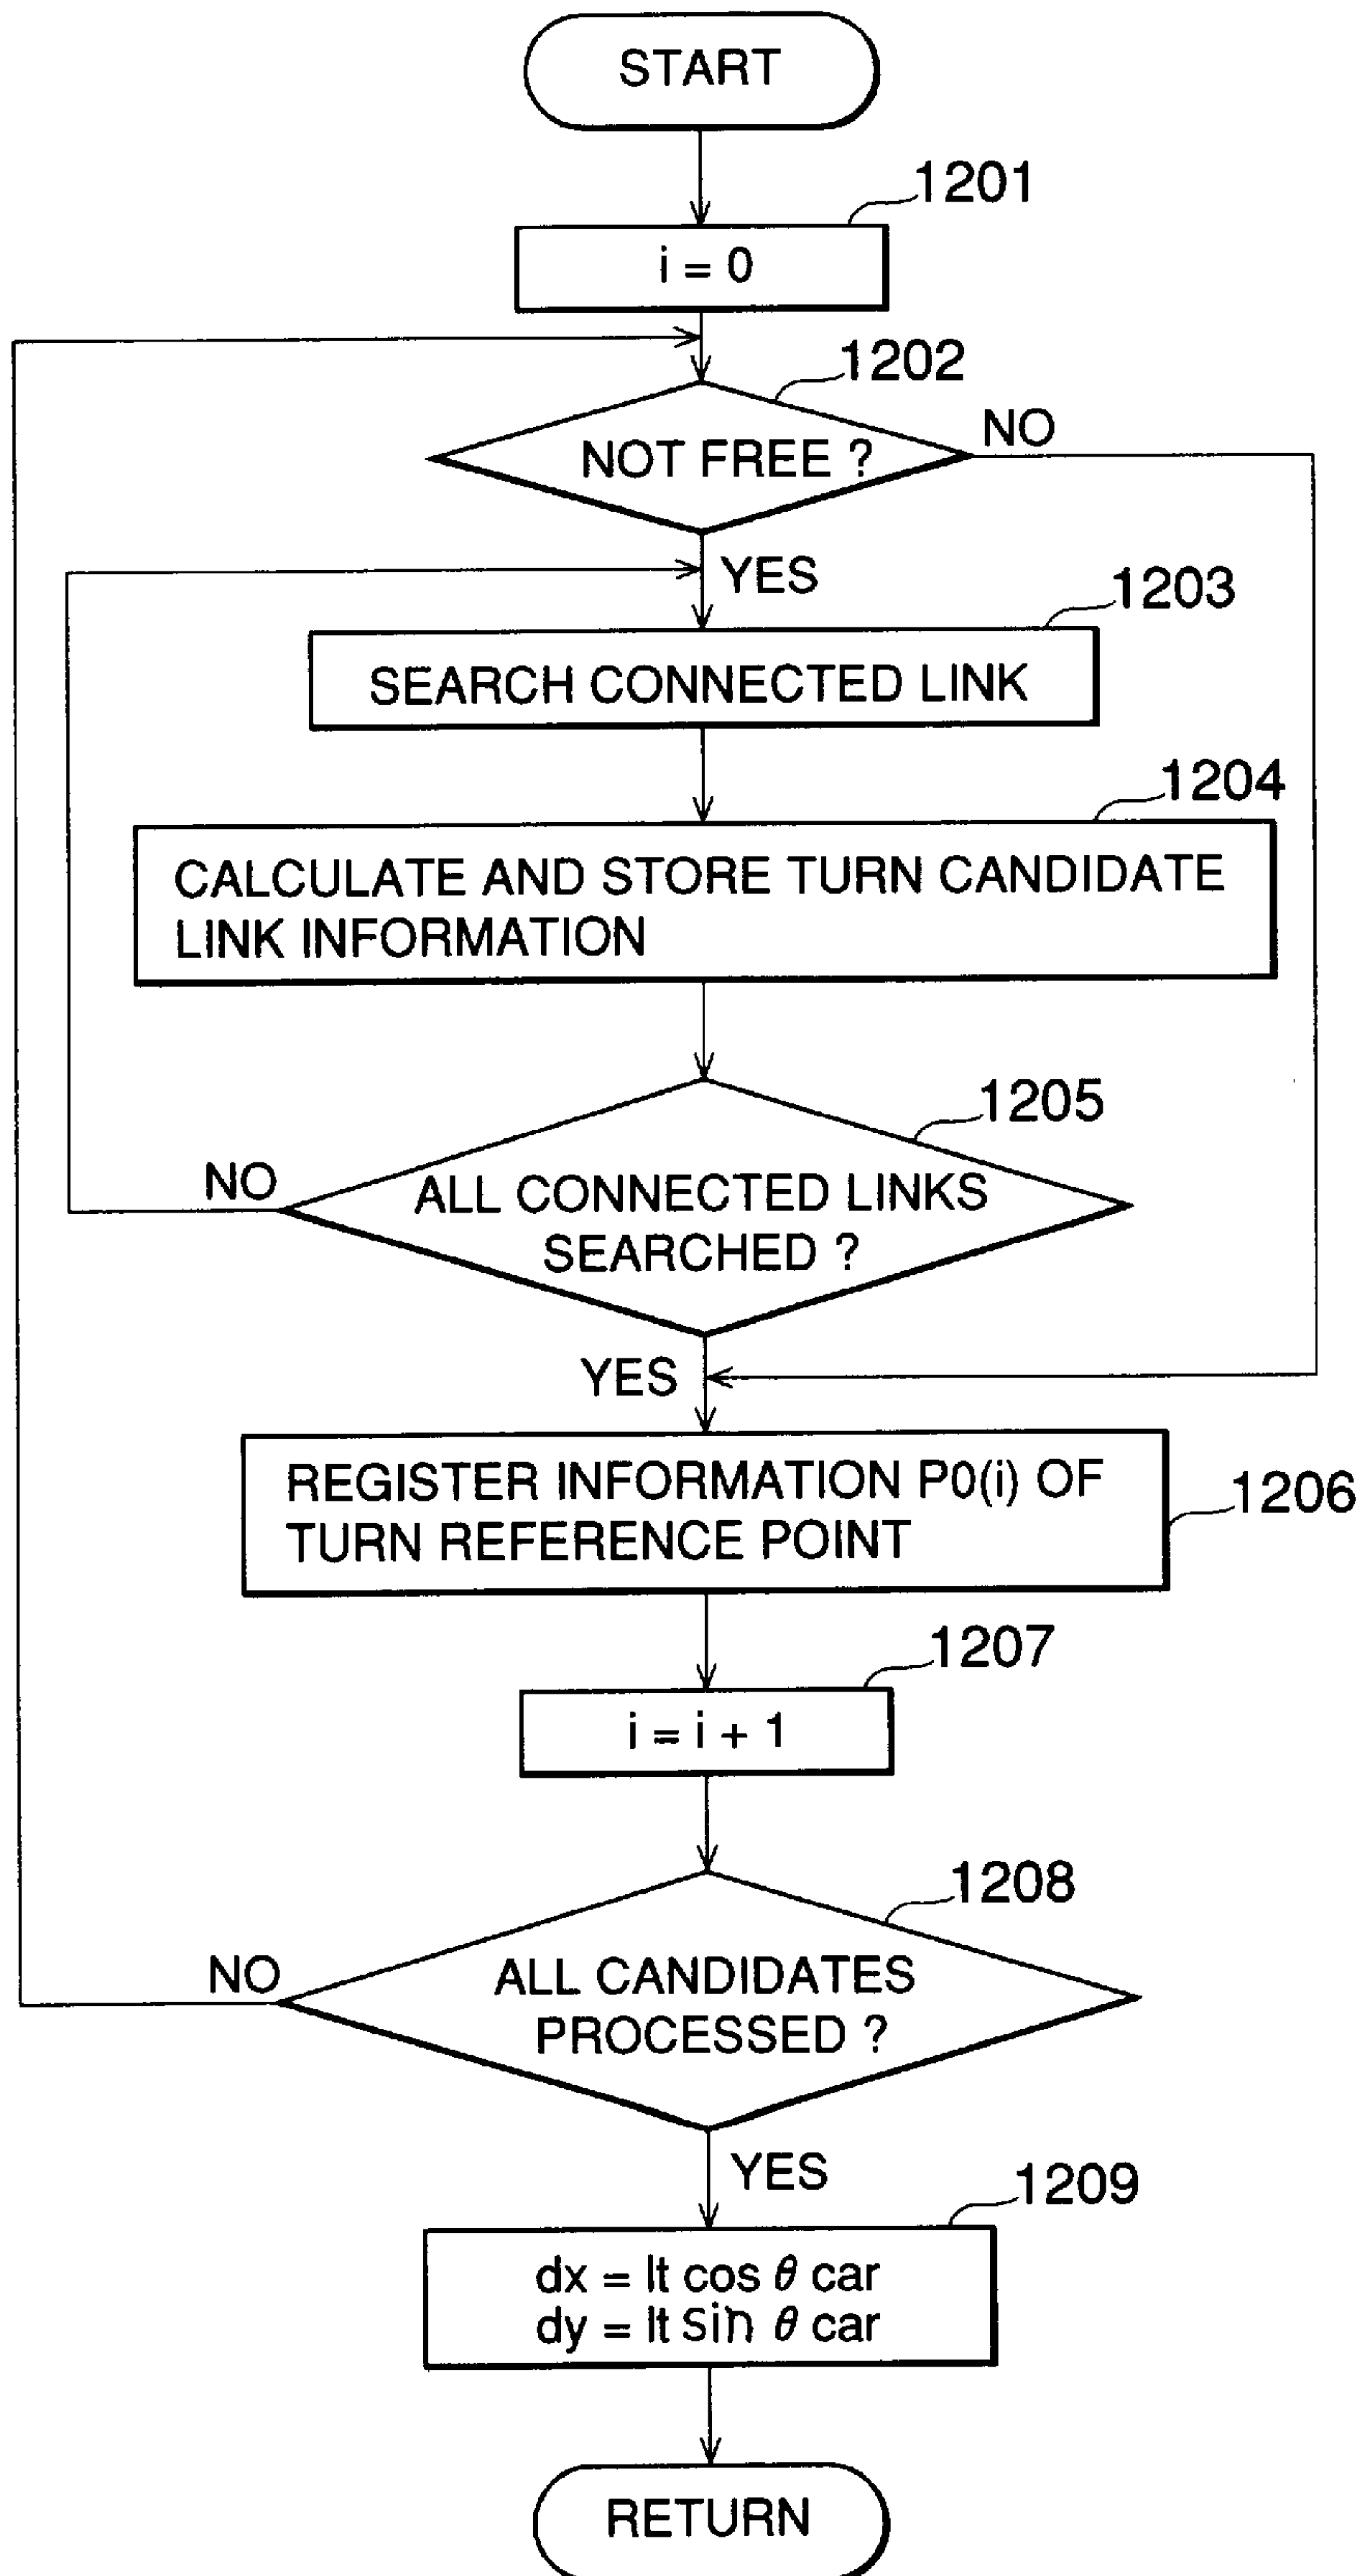 START
1201
i = 0
1202
NOT FREE ?
NO
YES
1203
SEARCH CONNECTED LINK
1204
CALCULATE AND STORE TURN CANDIDATE
LINK INFORMATION
1205
NO
ALL CONNECTED LINKS
SEARCHED ?
YES
REGISTER INFORMATION P0(i) OF
TURN REFERENCE POINT
1206
1207
i = i + 1
1208
NO
ALL CANDIDATES
PROCESSED ?
YES
1209
dx = lt cos θ car
dy = lt sin θ car
RETURN